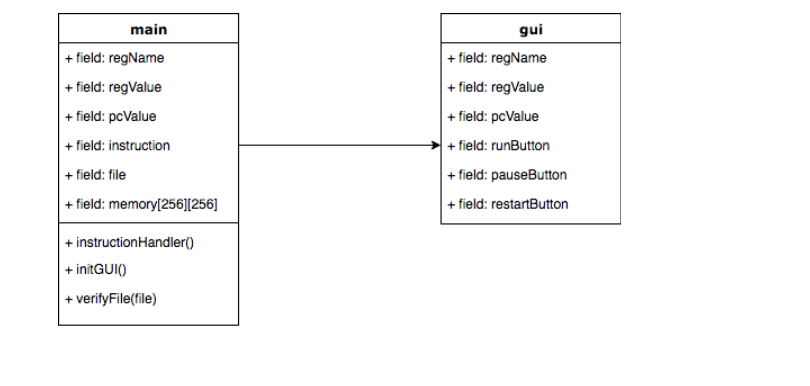 main
+ field: regName
+ field: regValue
+ field: pcValue
+ field: instruction
+ field: file
+ field: memory[256][256]
+ instructionHandler()
+ initGUI()
+ verifyFile(file)
gui
+ field: regName
+ field: regValue
+ field: pcValue
+ field: runButton
+ field: pauseButton
+ field: restartButton